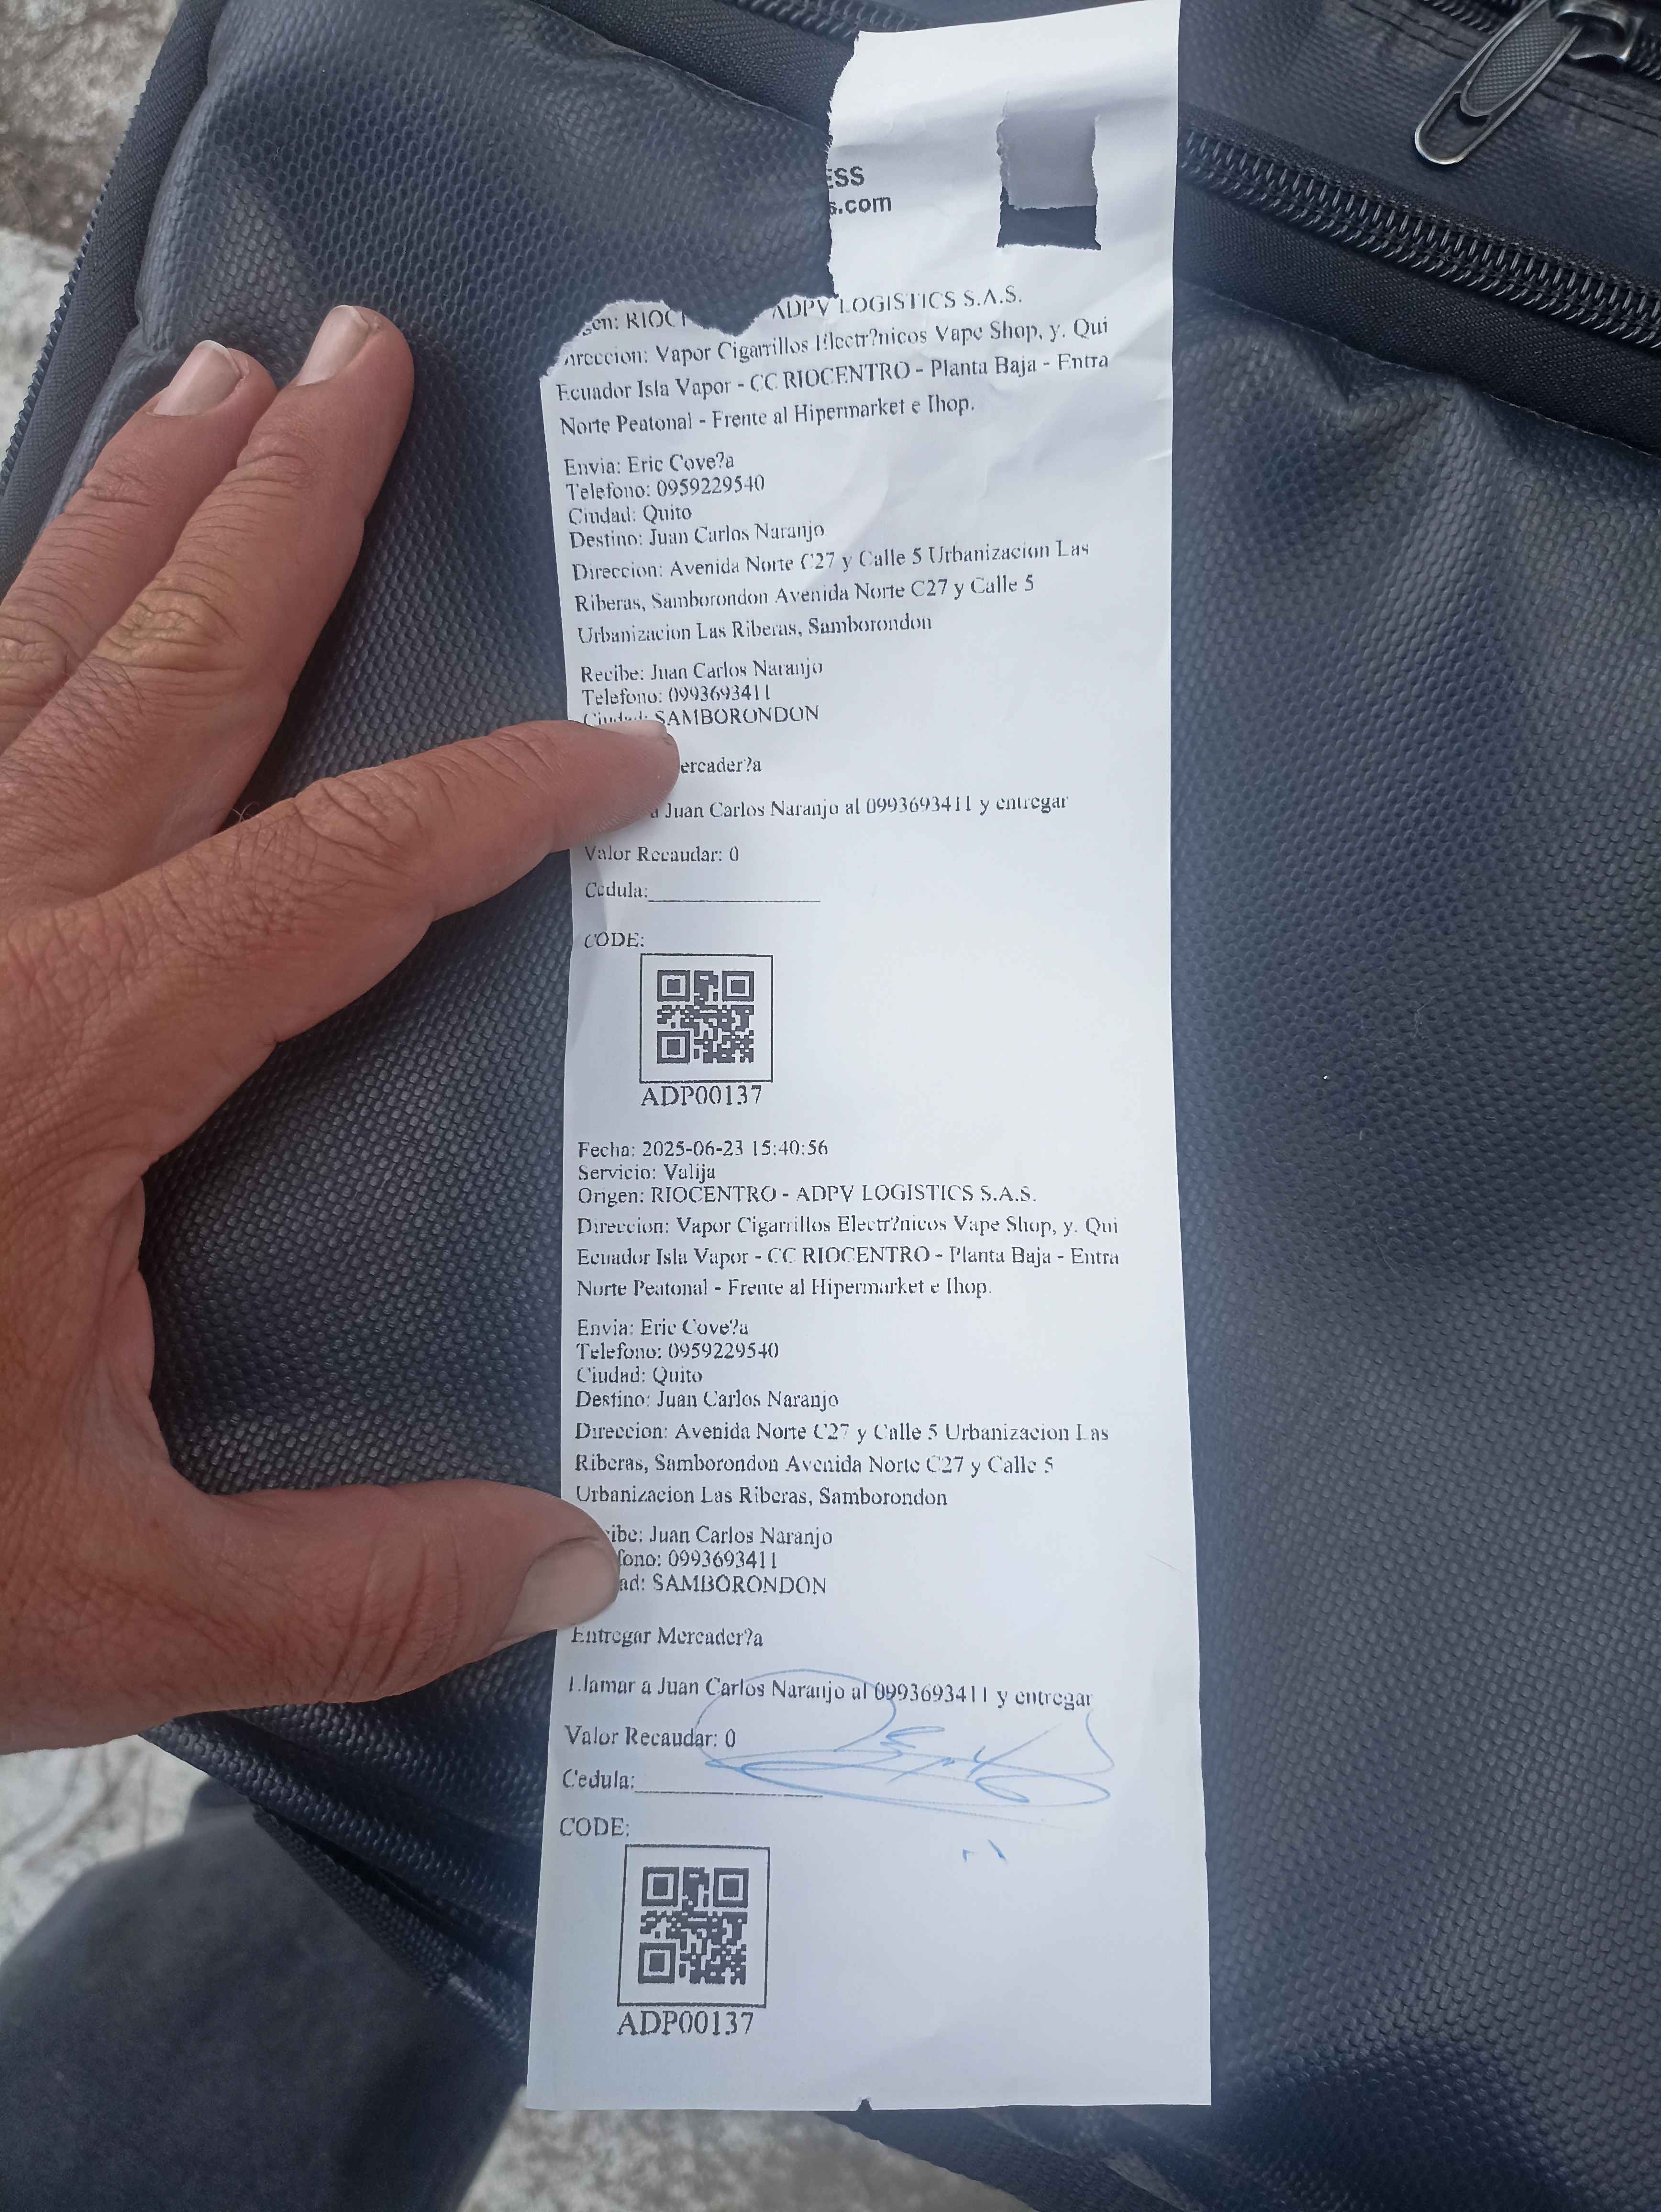 ESS
s.com
gen: RIOCE ADPV LOGISTICS S.A.S.
ireccion: Vapor Cigarrillos Electr?nicos Vape Shop, y. Qui
Ecuador Isla Vapor - CC RIOCENTRO - Planta Baja - Entra
Norte Peatonal - Frente al Hipermarket e Ihop.
Envia: Eric Cove?a
Telefono: 0959229540
Ciudad: Quito
Destino: Juan Carlos Naranjo
Direccion: Avenida Norte C27 y Calle 5 Urbanizacion Las
Riberas, Samborondon Avenida Norte C27 y Calle 5
Urbanizacion Las Riberas, Samborondon
Recibe: Juan Carlos Naranjo
Telefono: 0993693411
Ciudad: SAMBORONDON
ercader?a
a Juan Carlos Naranjo al 0993693411 y entregar
Valor Recaudar: 0
Cedula:
CODE:
ADP00137
Fecha: 2025-06-23 15:40:56
Servicio: Valija
Origen: RIOCENTRO - ADPV LOGISTICS S.A.S.
Direccion: Vapor Cigarrillos Electr?nicos Vape Shop, y. Qui
Ecuador Isla Vapor - CC RIOCENTRO - Planta Baja - Entra
Norte Peatonal - Frente al Hipermarket e Ihop.
Envia: Eric Cove?a
Telefono: 0959229540
Ciudad: Quito
Destino: Juan Carlos Naranjo
Direccion: Avenida Norte C27 y Calle 5 Urbanizacion Las
Riberas, Samborondon Avenida Norte C27 y Calle 5
Urbanizacion Las Riberas, Samborondon
ibe: Juan Carlos Naranjo
fono: 0993693411
ad: SAMBORONDON
Entregar Mercader?a
Llamar a Juan Carlos Naranjo al 0993693411 y entregar
Valor Recaudar: 0
Cedula:
CODE:
ADP00137